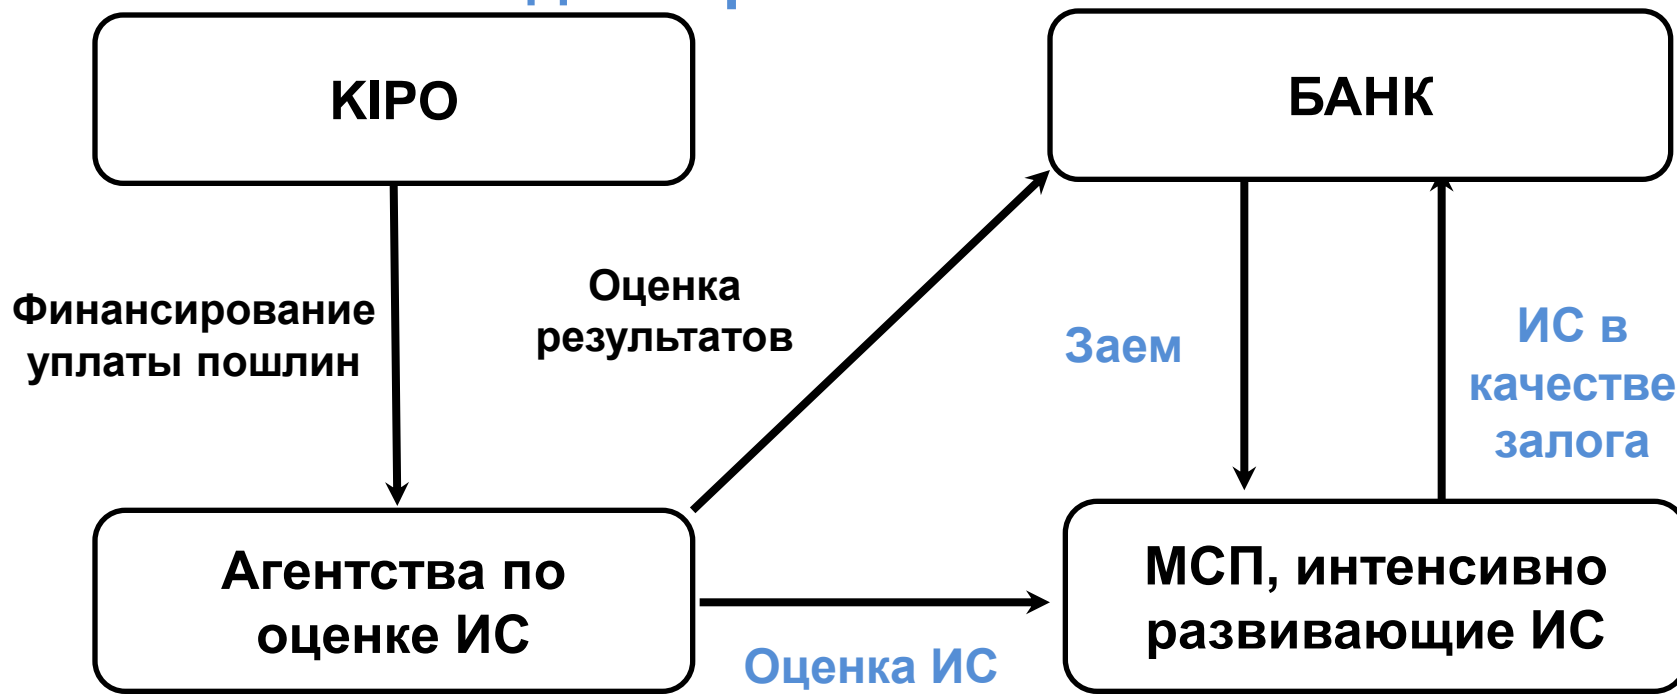 KIPO
БАНК
Финансирование
уплаты пошлин
Оценка
результатов
Заем
ИС в
качестве
залога
Агентства по
оценке ИС
МСП, интенсивно
развивающие ИС
Оценка ИС